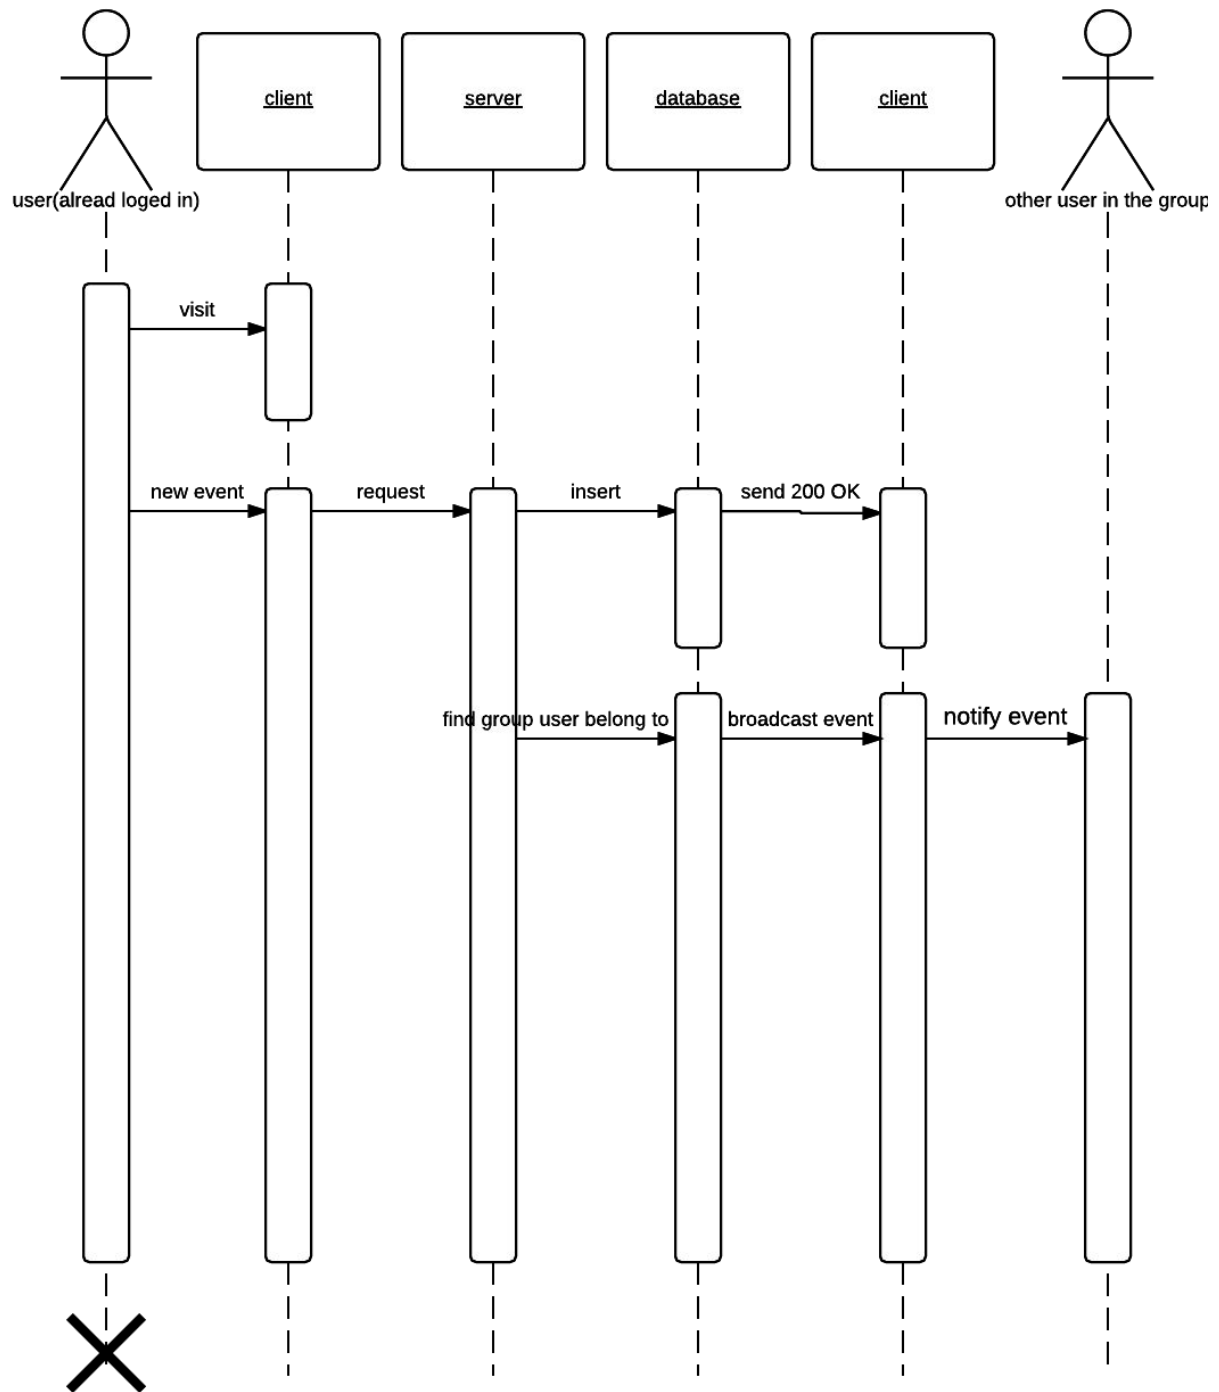 client
server
database
client
user(alread loged in)
other user in the group
visit
new event
request
insert
send 200 OK
find group user belong to
broadcast event
notify event